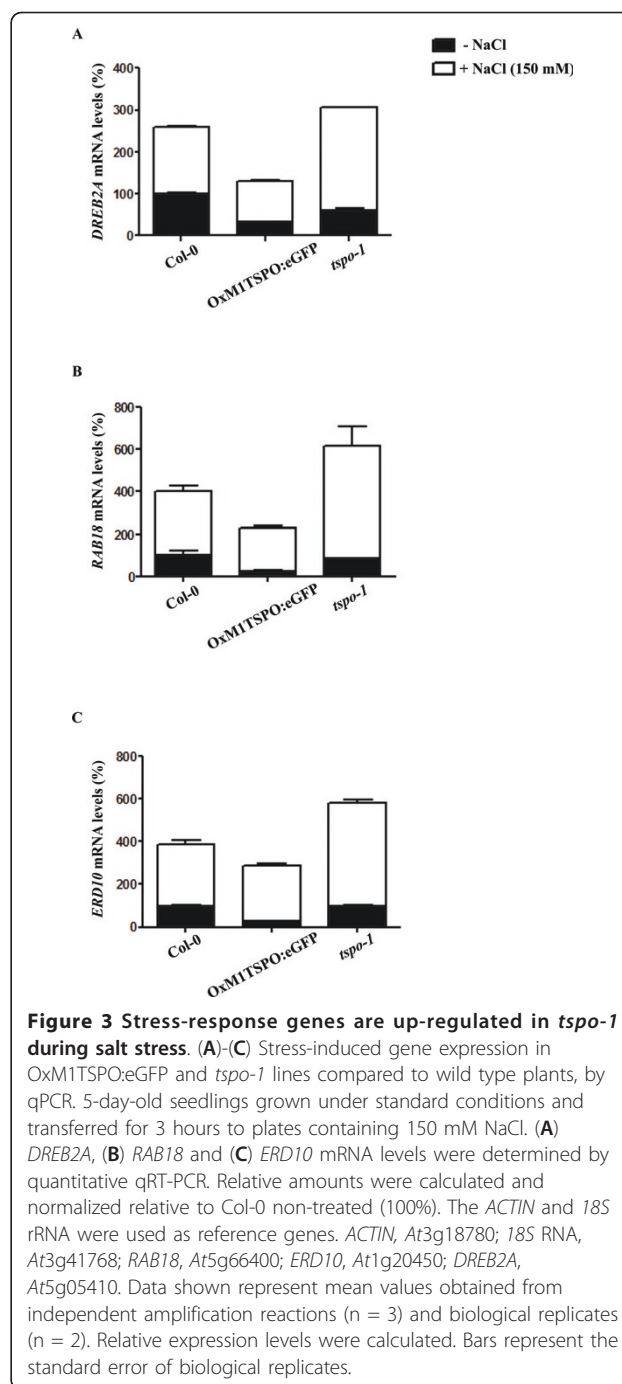 A
- NaCl
+ NaCl (150 mM)
400
300
200
100
0
DREB2A mRNA levels (%)
Col-0
OxM1TSPO:eGFP
tspo-1
B
800
600
400
200
0
RAB18 mRNA levels (%)
Col-0
OxM1TSPO:eGFP
tspo-1
C
800
600
400
200
0
ERD10 mRNA levels (%)
Col-0
OxM1TSPO:eGFP
tspo-1
Figure 3 Stress-response genes are up-regulated in tspo-1
during salt stress. (A)-(C) Stress-induced gene expression in
OxM1TSPO:eGFP and tspo-1 lines compared to wild type plants, by
qPCR. 5-day-old seedlings grown under standard conditions and
transferred for 3 hours to plates containing 150 mM NaCl. (A)
DREB2A, (B) RAB18 and (C) ERD10 mRNA levels were determined by
quantitative qRT-PCR. Relative amounts were calculated and
normalized relative to Col-0 non-treated (100%). The ACTIN and 18S
rRNA were used as reference genes. ACTIN, At3g18780; 18S RNA,
At3g41768; RAB18, At5g66400; ERD10, At1g20450; DREB2A,
At5g05410. Data shown represent mean values obtained from
independent amplification reactions (n = 3) and biological replicates
(n = 2). Relative expression levels were calculated. Bars represent the
standard error of biological replicates.